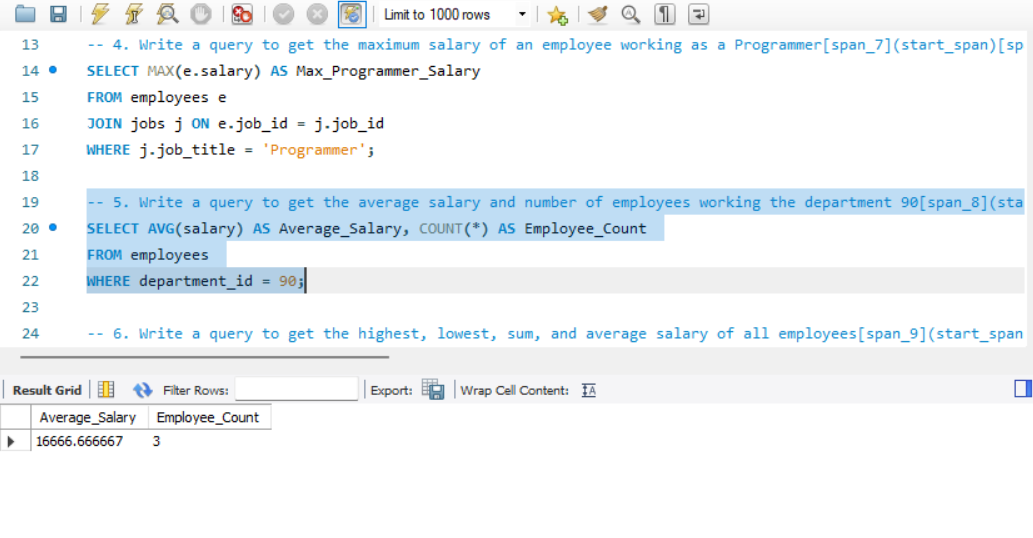 Limit to 1000 rows
13 -- 4. Write a query to get the maximum salary of an employee working as a Programmer[span_7](start_span)[sp
14 SELECT MAX(e.salary) AS Max_Programmer_Salary
15 FROM employees e
16 JOIN jobs j ON e.job_id = j.job_id
17 WHERE j.job_title = 'Programmer';
18
19 -- 5. Write a query to get the average salary and number of employees working the department 90[span_8](sta
20 SELECT AVG(salary) AS Average_Salary, COUNT(*) AS Employee_Count
21 FROM employees
22 WHERE department_id = 90;
23
24 -- 6. Write a query to get the highest, lowest, sum, and average salary of all employees[span_9](start_span
Result Grid Filter Rows: Export: Wrap Cell Content: IA
Average_Salary Employee_Count
16666.666667 3